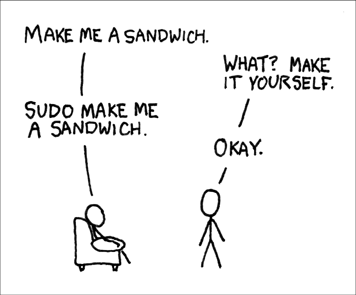 MAKE ME A SANDWICH.
WHAT? MAKE
IT YOURSELF.
SUDO MAKE ME
A SANDWICH.
OKAY.